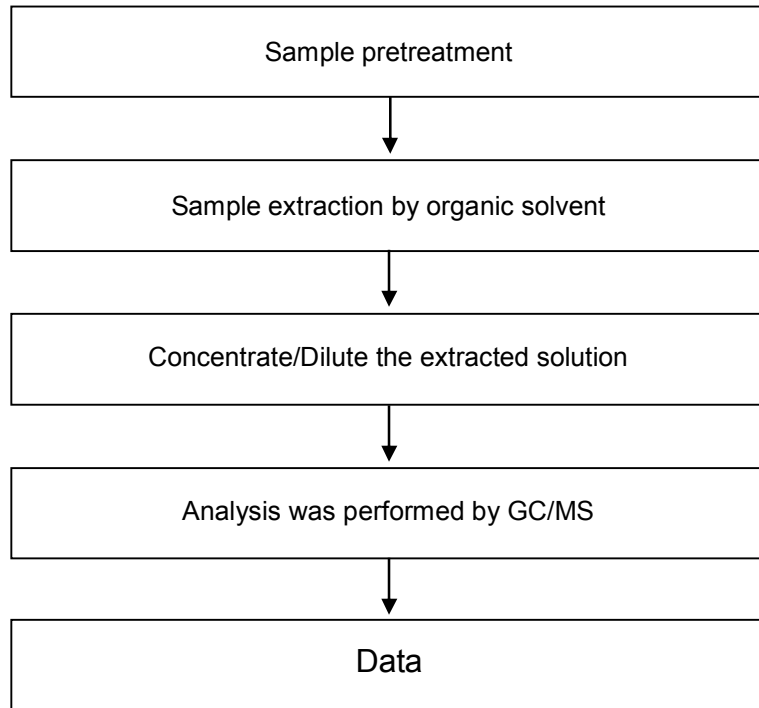 Sample pretreatment
Sample extraction by organic solvent
Concentrate/Dilute the extracted solution
Analysis was performed by GC/MS
Data